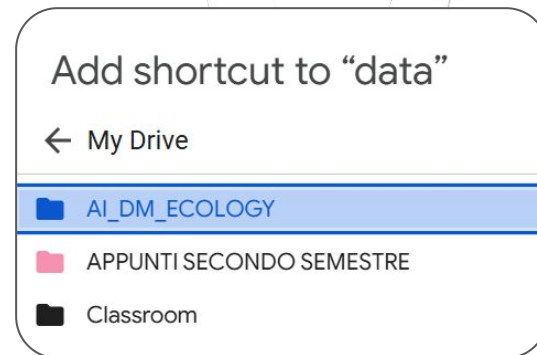 Add shortcut to “data”
My Drive
AI_DM_ECOLOGY
APPUNTI SECONDO SEMESTRE
Classroom